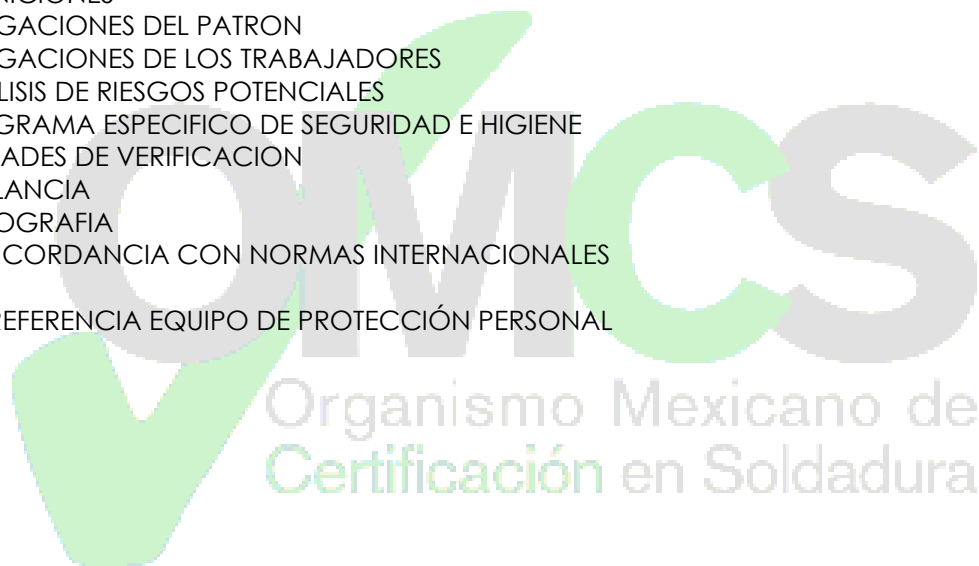 NICIONES
GACIONES DEL PATRON
GACIONES DE LOS TRABAJADORES
LISIS DE RIESGOS POTENCIALES
GRAMA ESPECIFICO DE SEGURIDAD E HIGIENE
ADES DE VERIFICACION
LANCIA
OGRAFIA
CORDANCIA CON NORMAS INTERNACIONALES
REFERENCIA EQUIPO DE PROTECCIÓN PERSONAL
OMCS
Organismo Mexicano de
Certificación en Soldadura